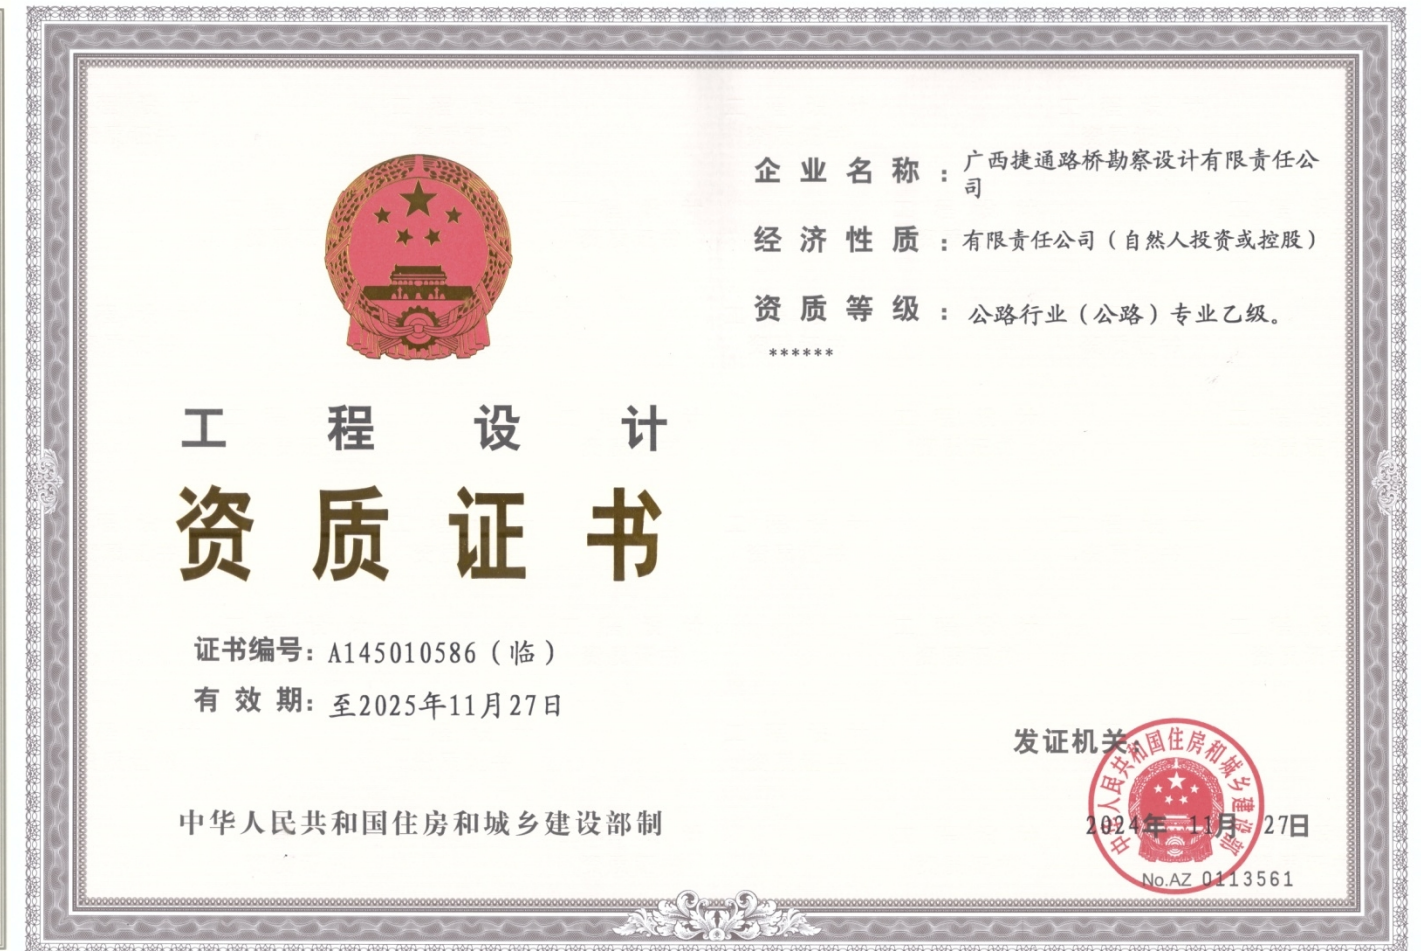 工程设计
资质证书
证书编号：A145010586（临）
有效期：至2025年11月27日
中华人民共和国住房和城乡建设部制
企业名称：广西捷通路桥勘察设计有限责任公
司
经济性质：有限责任公司（自然人投资或控股）
资质等级：公路行业（公路）专业乙级。
******
发证机关：
中华人民共和国住房和城乡建设部
2024年 11月 27日
No.AZ 0113561